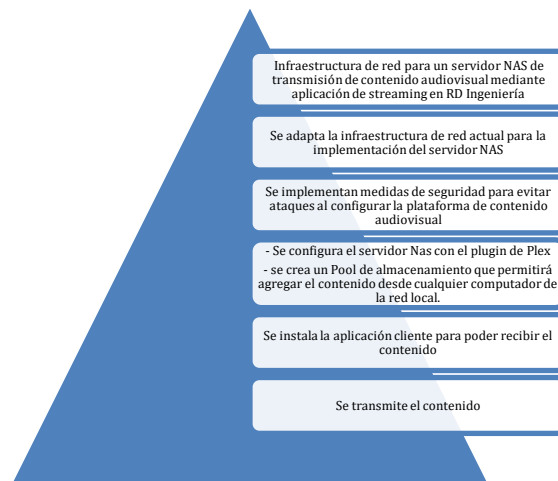 Infraestructura de red para un servidor NAS de
transmisión de contenido audiovisual mediante
aplicación de streaming en RD Ingeniería
Se adapta la infraestructura de red actual para la
implementación del servidor NAS
Se implementan medidas de seguridad para evitar
ataques al configurar la plataforma de contenido
audiovisual
- Se configura el servidor Nas con el plugin de Plex
- se crea un Pool de almacenamiento que permitirá
agregar el contenido desde cualquier computador de
la red local.
Se instala la aplicación cliente para poder recibir el
contenido
Se transmite el contenido